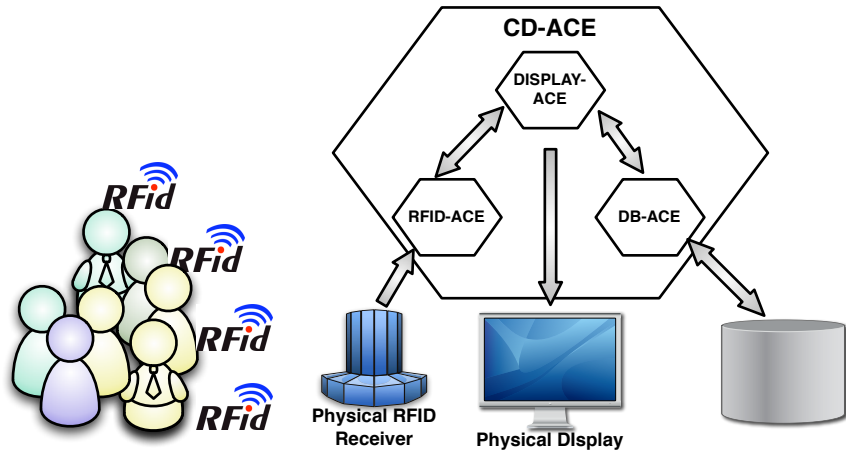 CD-ACE
DISPLAY-
ACE
RFID-ACE
DB-ACE
RFid
RFid
RFid
RFid
Physical RFID
Receiver
Physical DIsplay